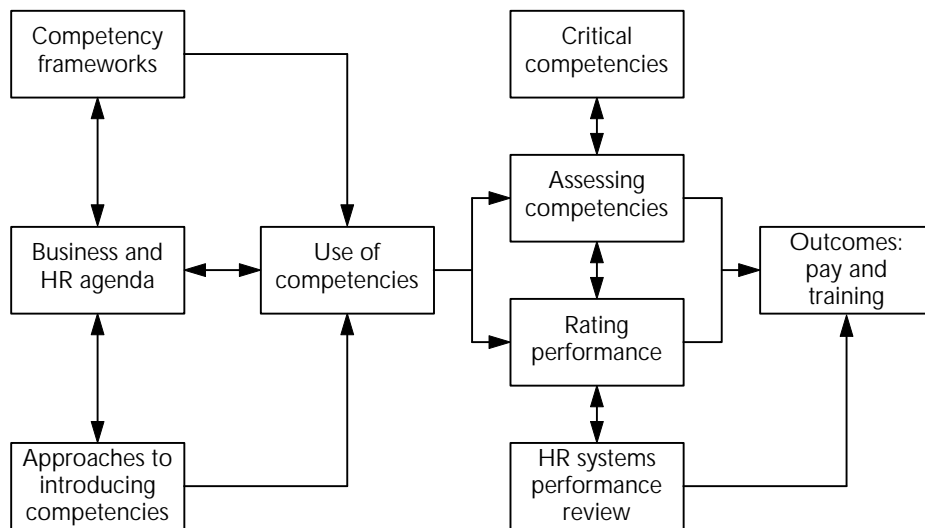 Competency
frameworks
Critical
competencies
Assessing
competencies
Business and
HR agenda
Use of
competencies
Outcomes:
pay and
training
Rating
performance
Approaches to
introducing
competencies
HR systems
performance
review